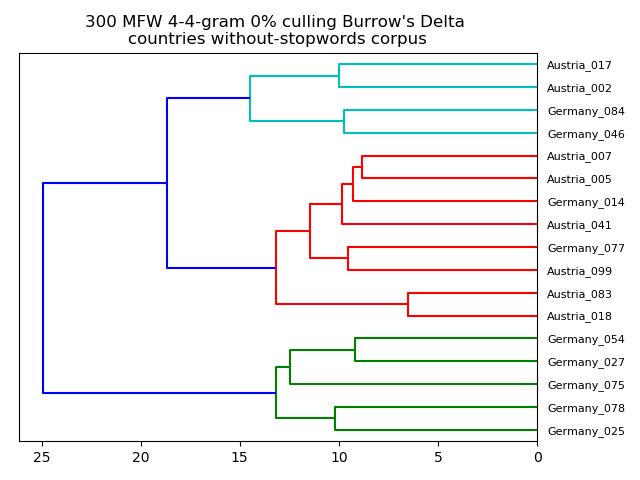 300 MFW 4-4-gram 0% culling Burrow's Delta
countries without-stopwords corpus
Austria_017
Austria_002
Germany_084
Germany_046
Austria_007
Austria_005
Germany_014
Austria_041
Germany_077
Austria_099
Austria_083
Austria_018
Germany_054
Germany_027
Germany_075
Germany_078
Germany_025
25 20 15 10 5 0